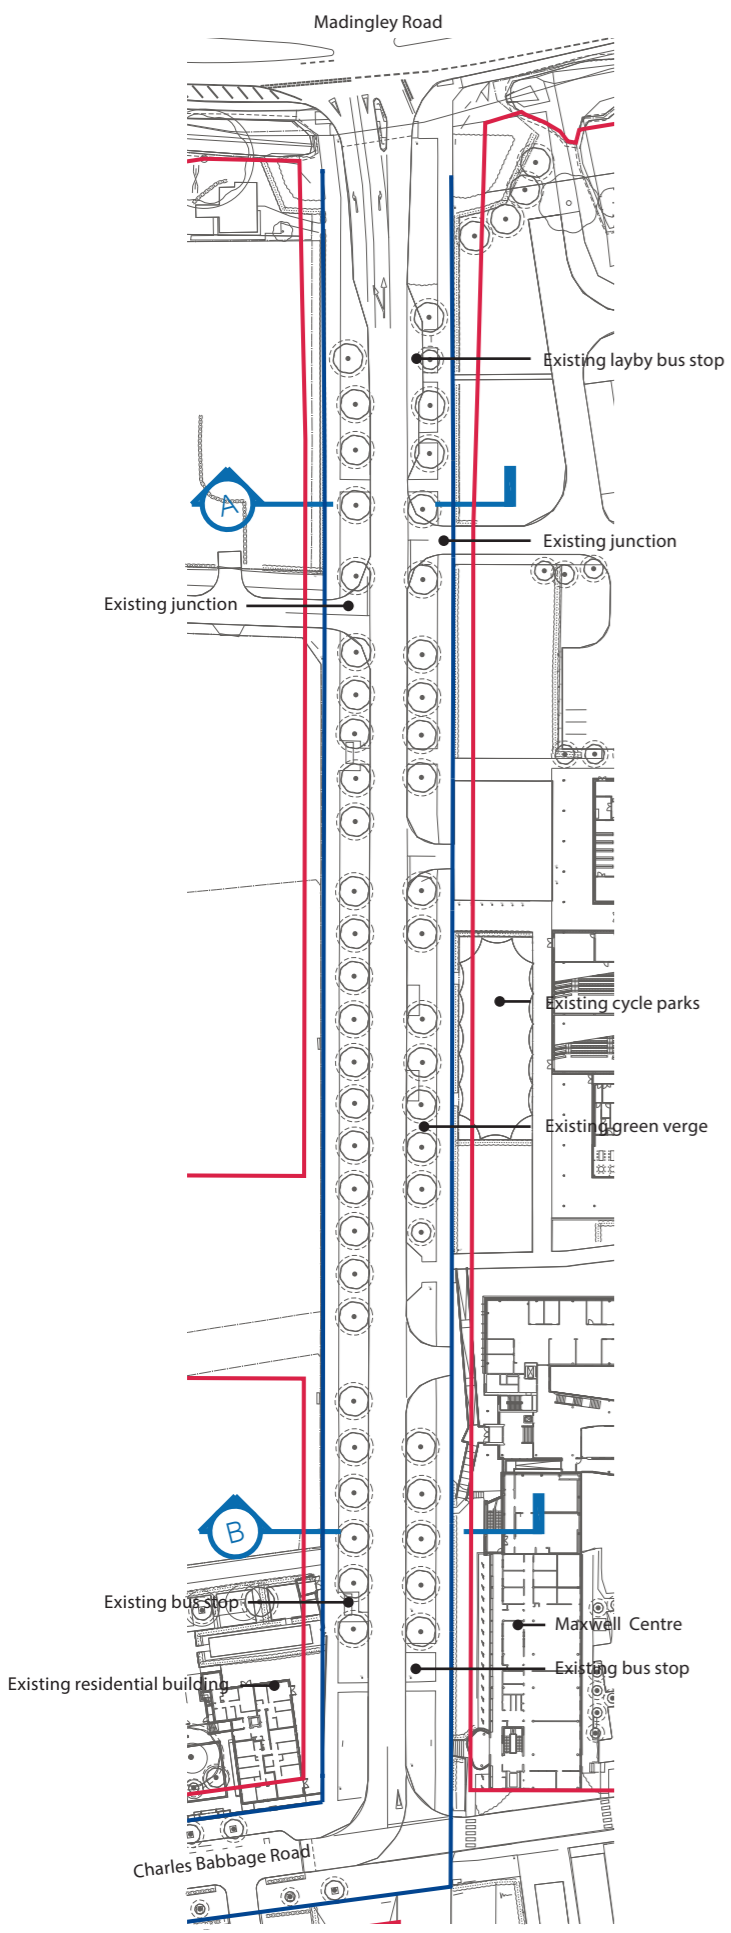 Madingley Road
Existing layby bus stop
A
Existing junction
Existing junction
Existing cycle parks
Existing green verge
B
Existing bus stop
Maxwell Centre
Existing bus stop
Existing residential building
Charles Babbage Road